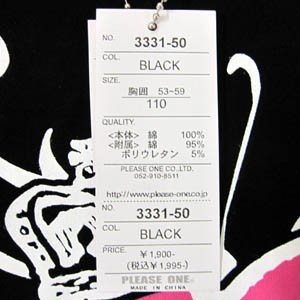 NO. 3331-50
COL. BLACK
SIZE.
胸囲 53~59
110
QUALITY.
<本体> 綿 100%
<附属> 綿 95%
ポリウレタン 5%
PLEASE ONE CO.,LTD.
052-910-8511
http://www.please-one.co.jp
NO. 3331-50
COL. BLACK
PRICE. ¥1,900-
(税込¥1,995-)
PLEASE ONE.
MADE IN CHINA